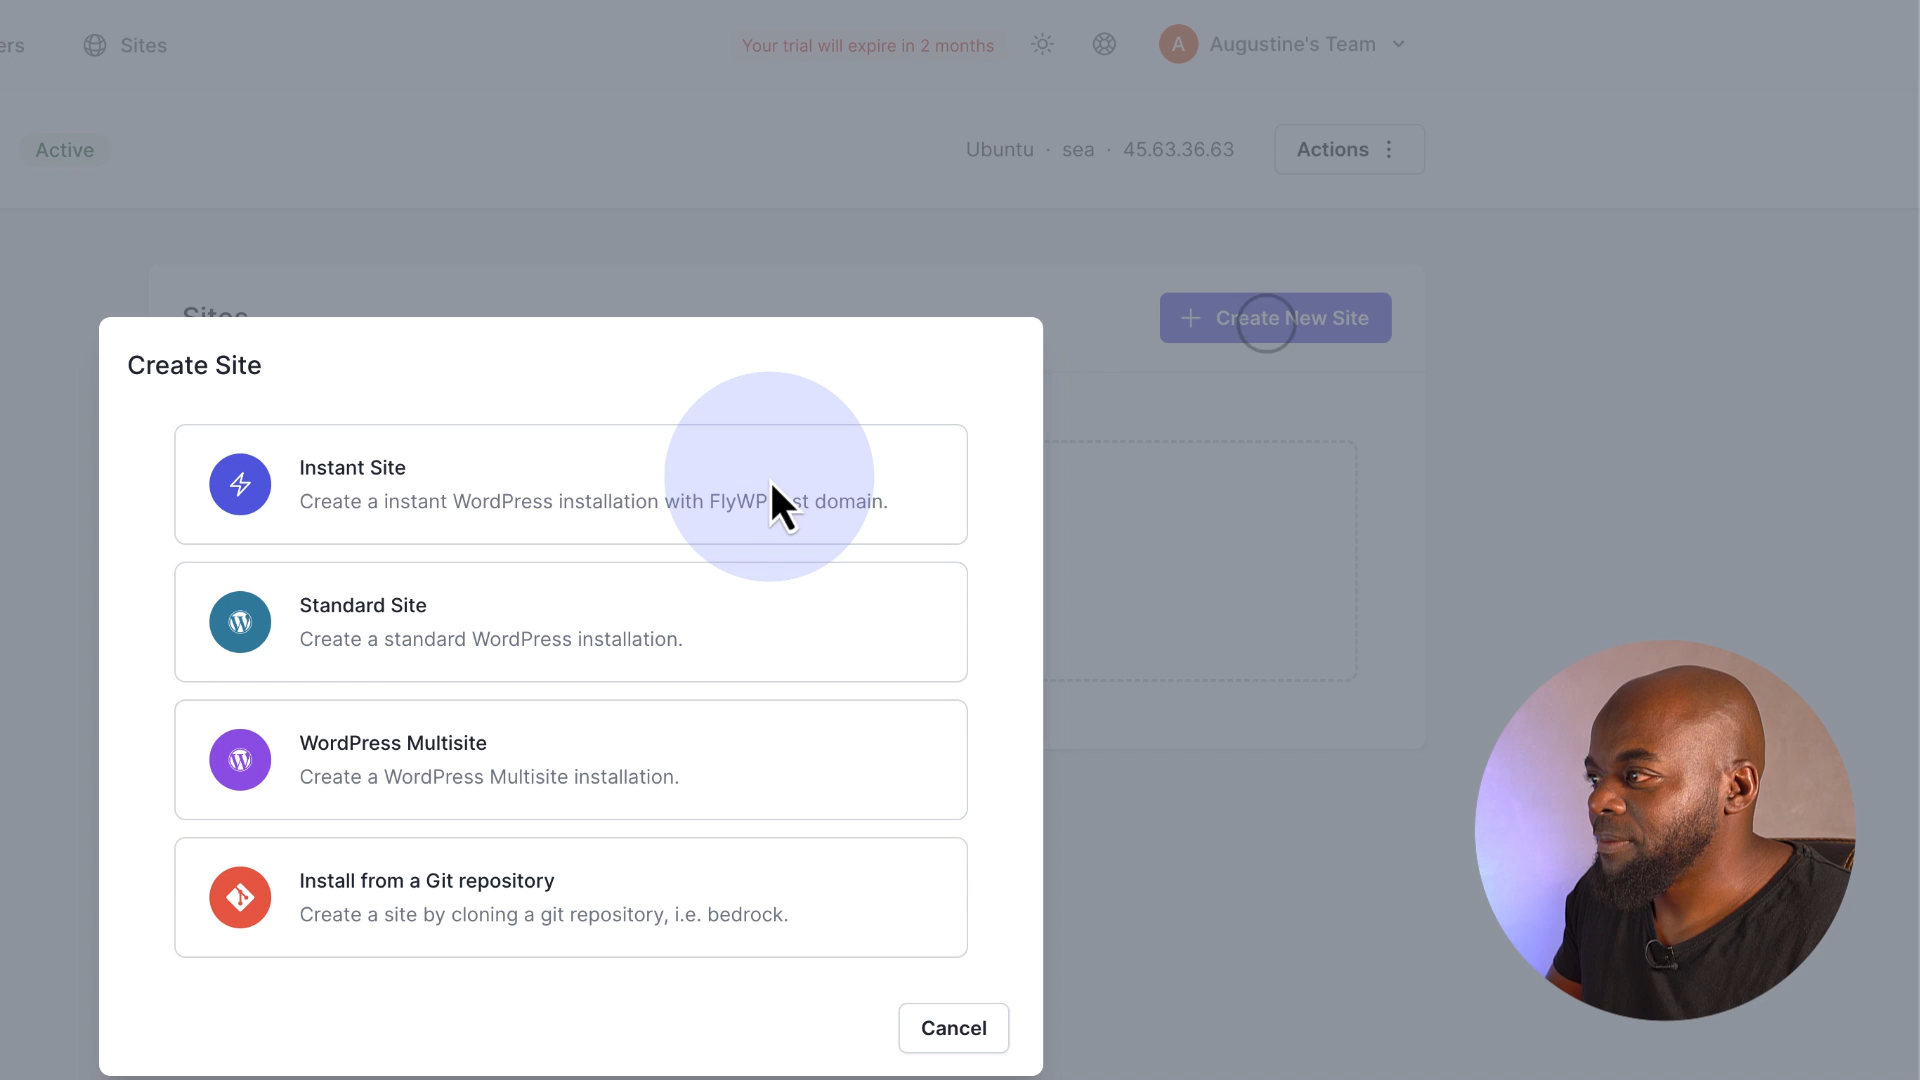 ers
Sites
Your trial will expire in 2 months
A
Augustine's Team
Active
Ubuntu · sea · 45.63.36.63
Actions
Sites
+ Create New Site
Create Site
Instant Site
Create a instant WordPress installation with FlyWP domain.
Standard Site
Create a standard WordPress installation.
WordPress Multisite
Create a WordPress Multisite installation.
Install from a Git repository
Create a site by cloning a git repository, i.e. bedrock.
Cancel